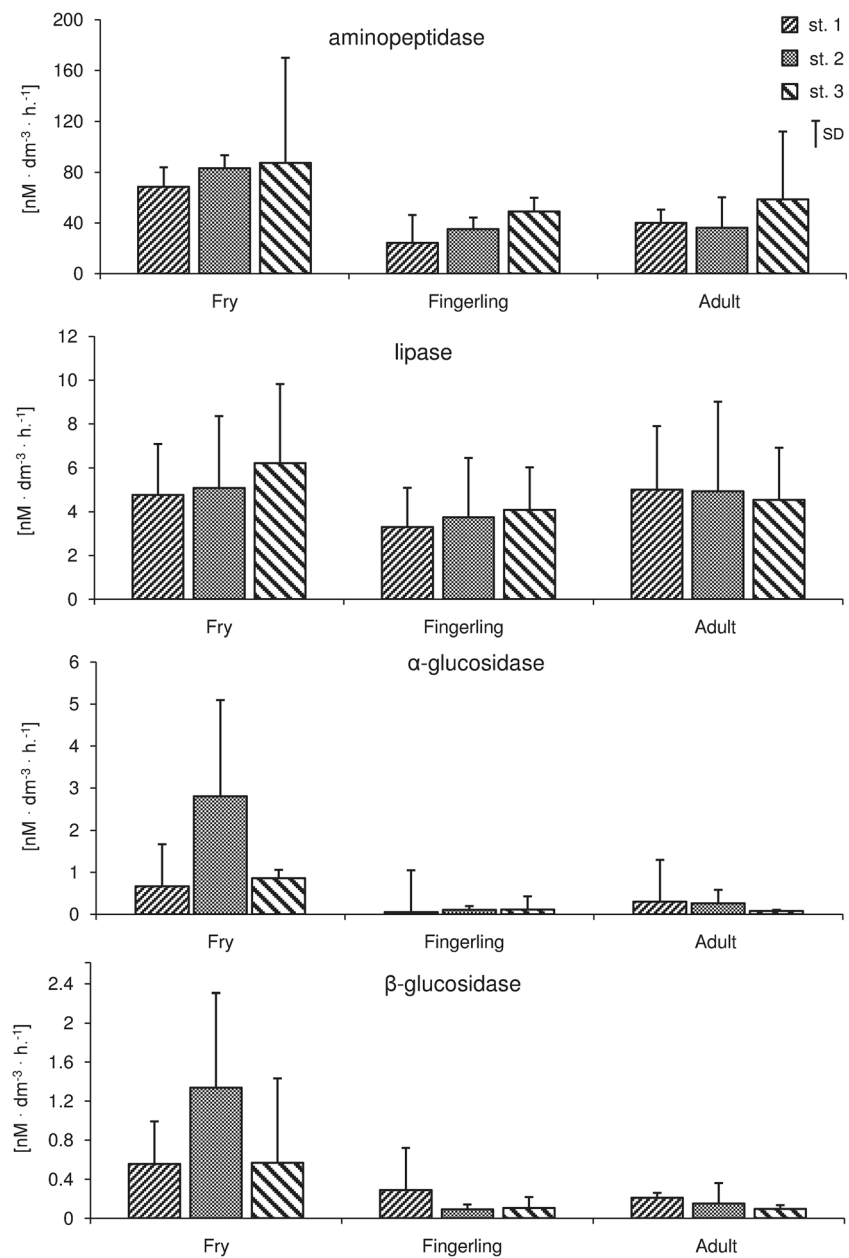 aminopeptidase
st. 1
st. 2
st. 3
SD
[nM · dm⁻³ · h.⁻¹]
200
160
120
80
40
0
Fry Fingerling Adult
lipase
[nM · dm⁻³ · h.⁻¹]
12
10
8
6
4
2
0
Fry Fingerling Adult
α-glucosidase
[nM · dm⁻³ · h.⁻¹]
6
5
4
3
2
1
0
Fry Fingerling Adult
β-glucosidase
[nM · dm⁻³ · h.⁻¹]
2.4
2
1.6
1.2
0.8
0.4
0
Fry Fingerling Adult